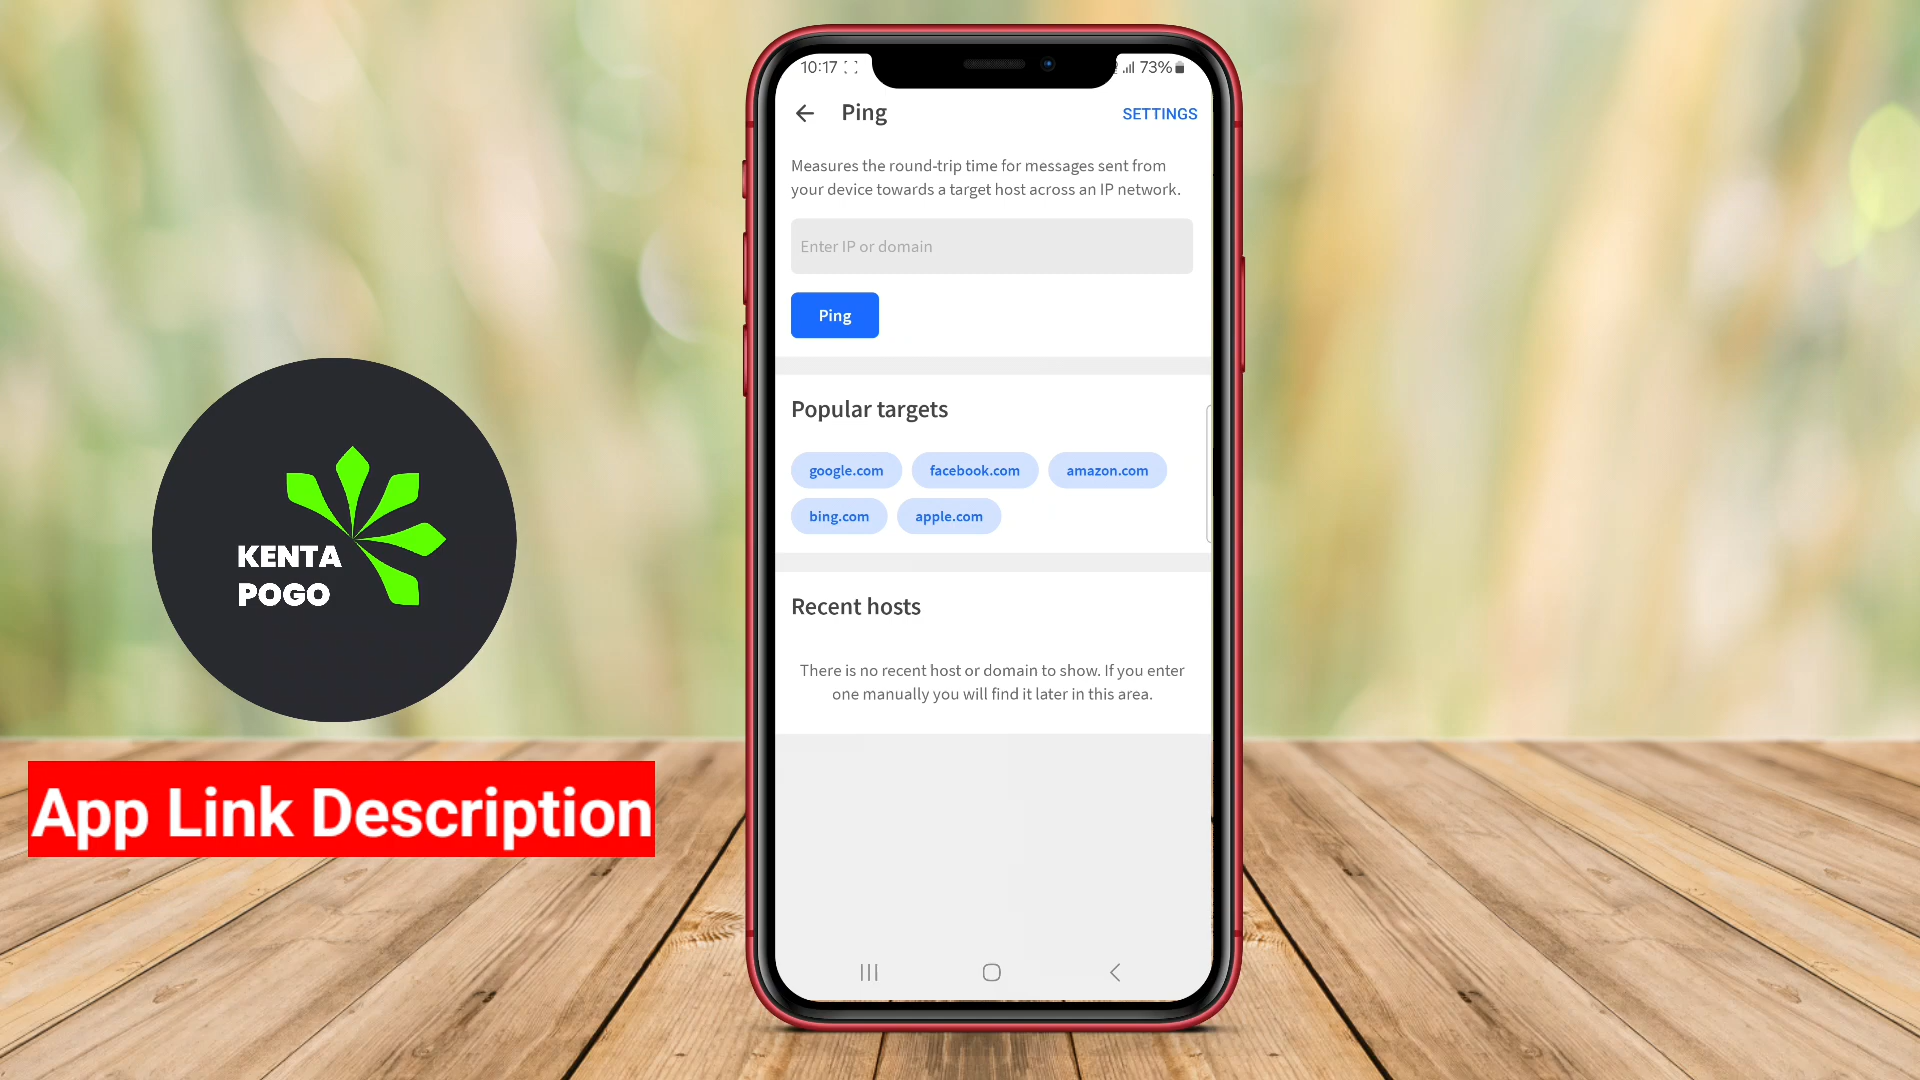 10:17
73%
Ping
SETTINGS
Measures the round-trip time for messages sent from
your device towards a target host across an IP network.
Enter IP or domain
Ping
Popular targets
google.com
facebook.com
amazon.com
bing.com
apple.com
Recent hosts
There is no recent host or domain to show. If you enter
one manually you will find it later in this area.
KENTA
POGO
App Link Description